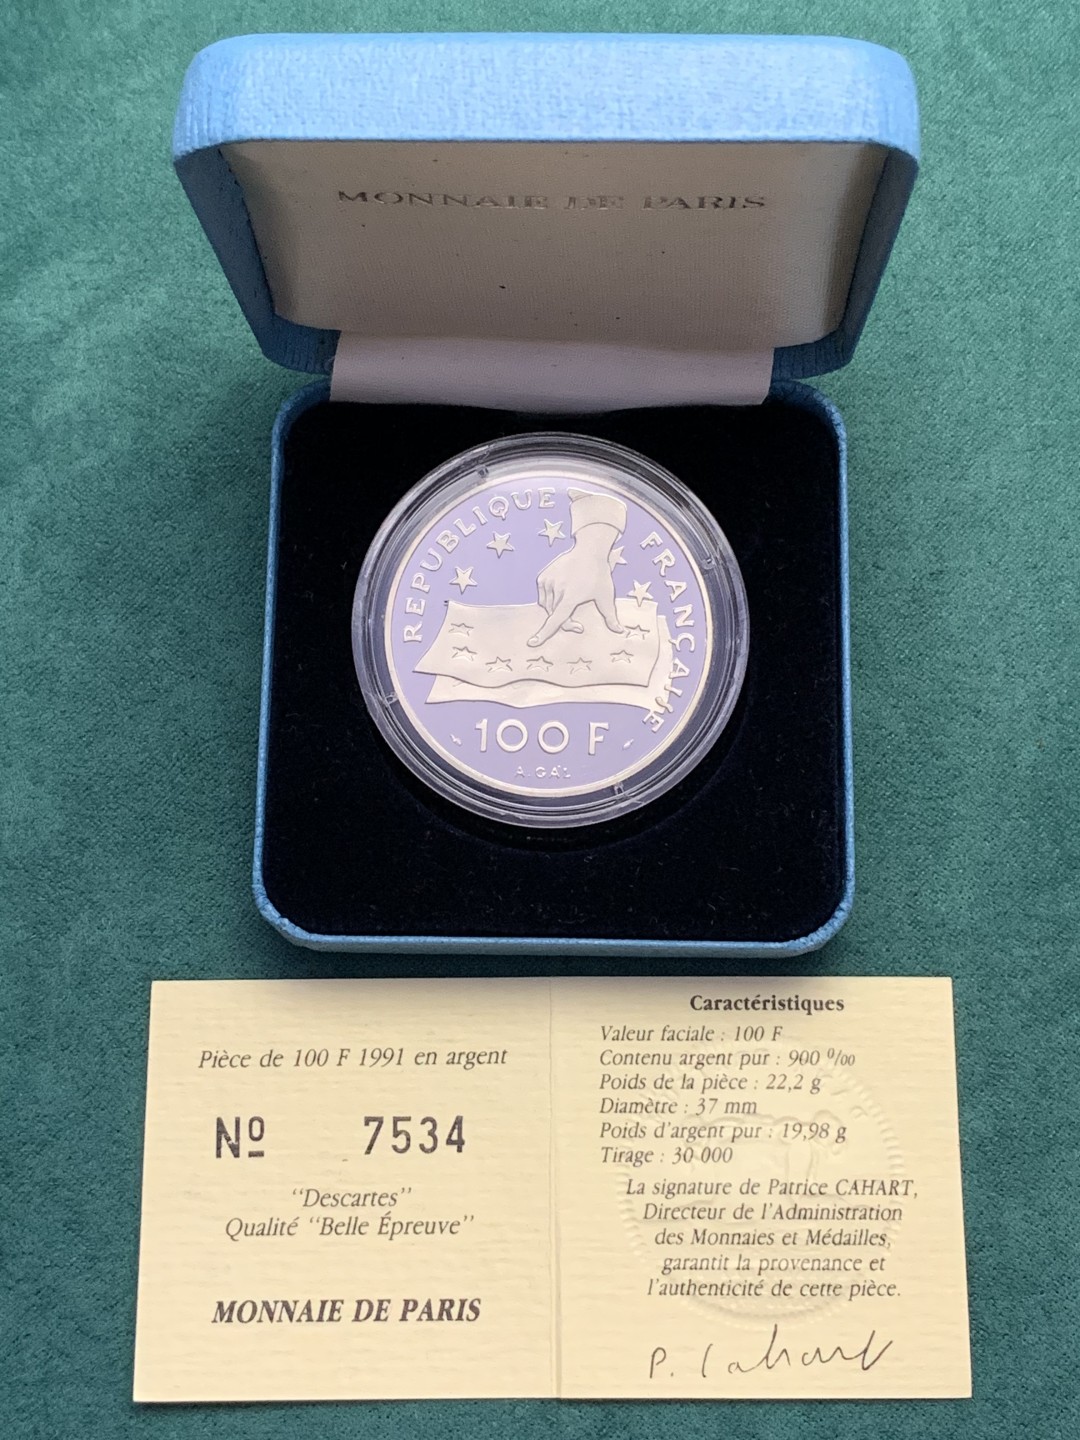 MONNAIE DE PARIS
REPUBLIQUE FRANÇAISE
100 F
A. GAL
Pièce de 100 F 1991 en argent
Nº 7534
"Descartes"
Qualité "Belle Épreuve"
MONNAIE DE PARIS
Caractéristiques
Valeur faciale : 100 F
Contenu argent pur : 900 ⁰/₀₀
Poids de la pièce : 22,2 g
Diamètre : 37 mm
Poids d'argent pur : 19,98 g
Tirage : 30 000
La signature de Patrice CAHART,
Directeur de l'Administration
des Monnaies et Médailles,
garantit la provenance et
l'authenticité de cette pièce.
P. Cahart